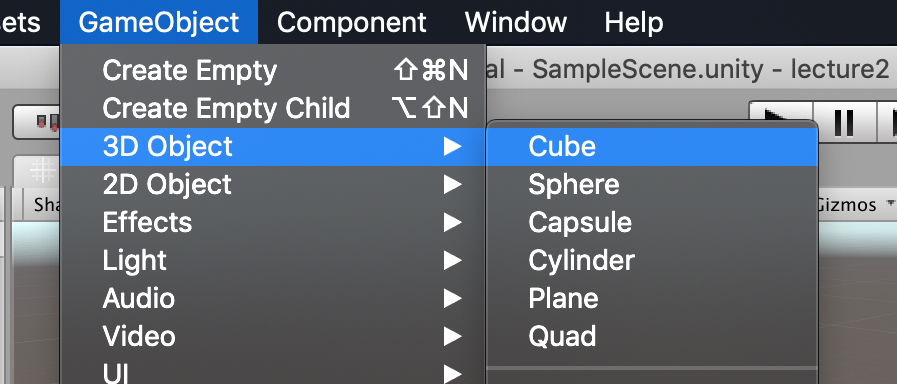 sets GameObject Component Window Help
Create Empty ⇧⌘N
al - SampleScene.unity - lecture2
Create Empty Child ⌥⇧N
3D Object ▶
Cube
2D Object ▶
Sphere
Effects ▶
Capsule
Sha
Gizmos
Light ▶
Cylinder
Audio ▶
Plane
Video ▶
Quad
UI ▶